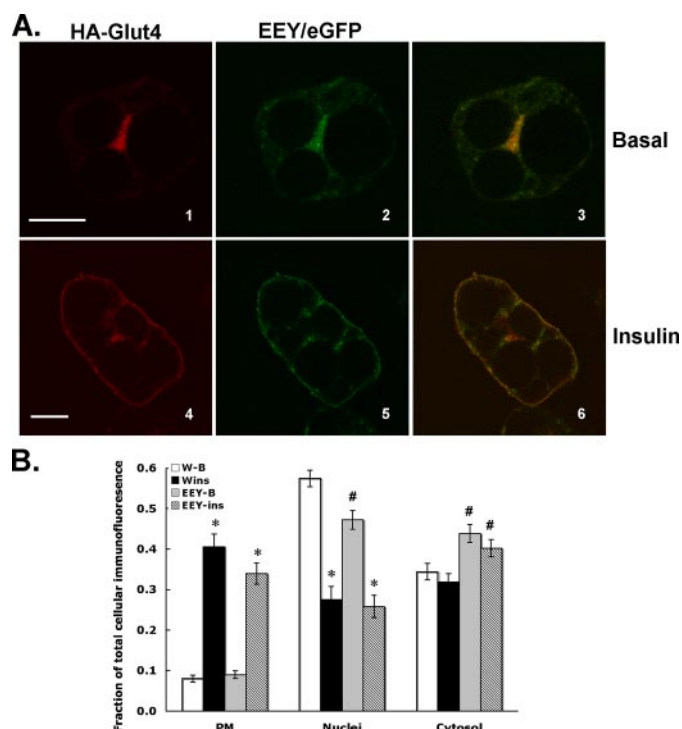 A.
HA-Glut4 EEY/eGFP
1 2 3 Basal
4 5 6 Insulin
B.
Fraction of total cellular immunofluoresence
0.6
0.5
0.4
0.3
0.2
0.1
0.0
W-B
Wins
EEY-B
EEY-ins
* * * # * # #
PM Nuclei Cytosol